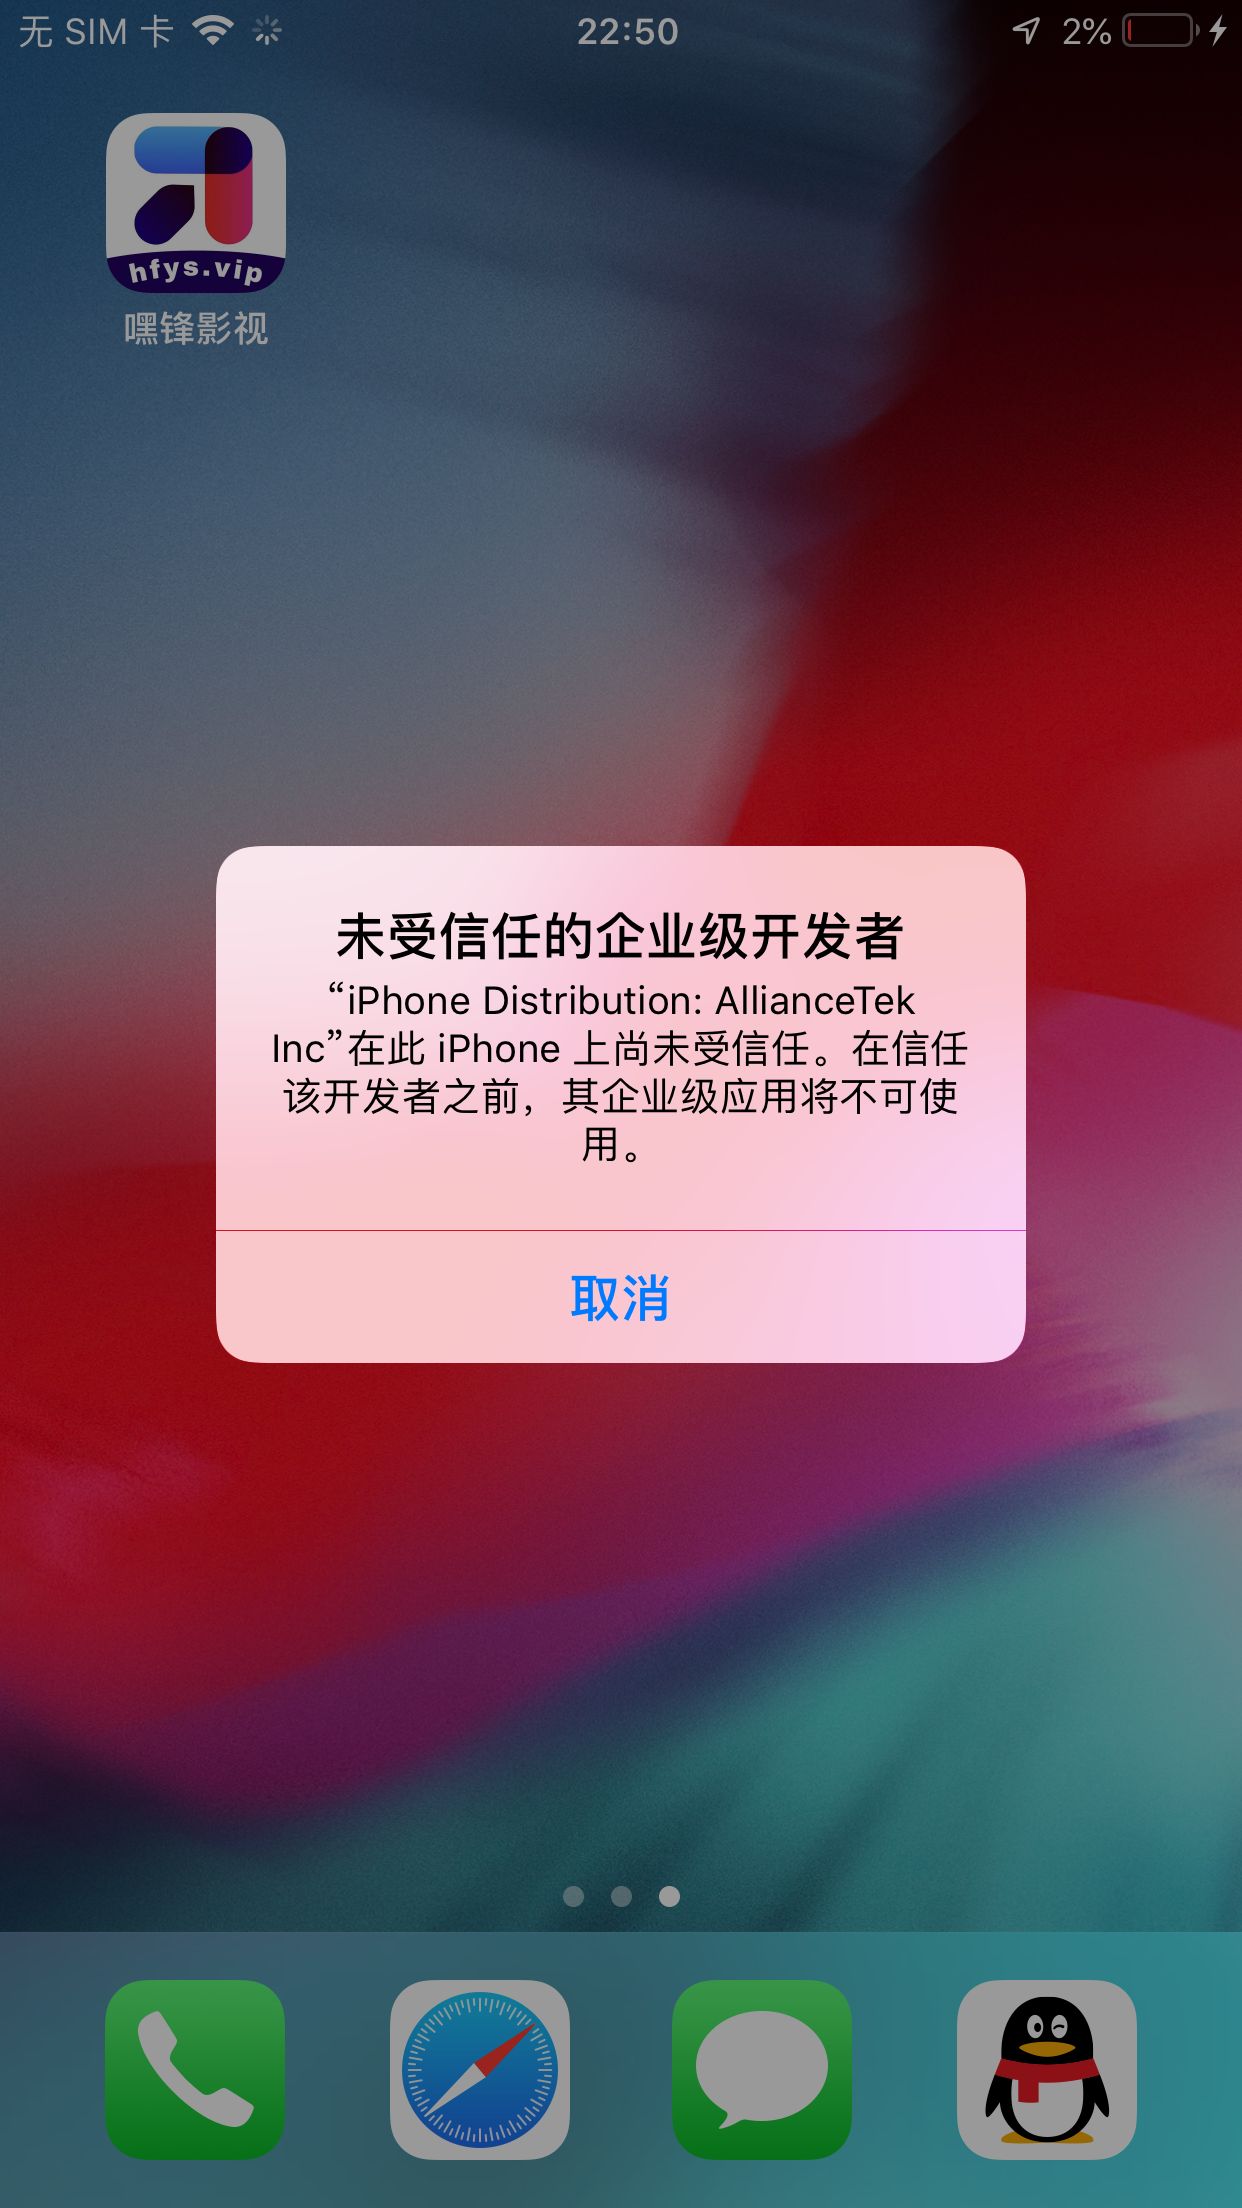 无 SIM 卡
22:50
2%
hfys.vip
嘿锋影视
未受信任的企业级开发者
“iPhone Distribution: AllianceTek
Inc”在此 iPhone 上尚未受信任。在信任
该开发者之前，其企业级应用将不可使
用。
取消